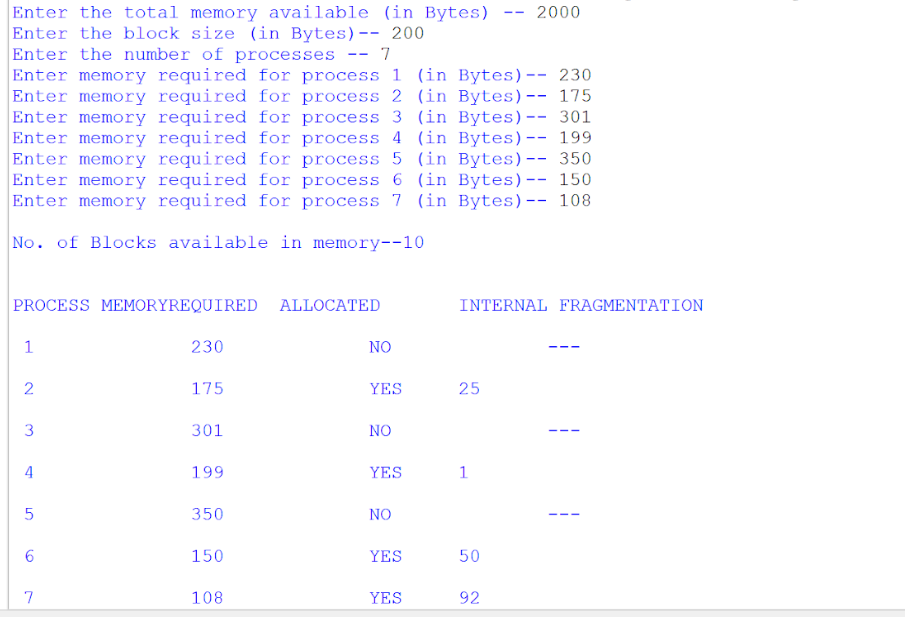 Enter the total memory available (in Bytes) -- 2000
Enter the block size (in Bytes)-- 200
Enter the number of processes -- 7
Enter memory required for process 1 (in Bytes)-- 230
Enter memory required for process 2 (in Bytes)-- 175
Enter memory required for process 3 (in Bytes)-- 301
Enter memory required for process 4 (in Bytes)-- 199
Enter memory required for process 5 (in Bytes)-- 350
Enter memory required for process 6 (in Bytes)-- 150
Enter memory required for process 7 (in Bytes)-- 108
No. of Blocks available in memory--10
PROCESS MEMORYREQUIRED ALLOCATED INTERNAL FRAGMENTATION
1 230 NO ---
2 175 YES 25
3 301 NO ---
4 199 YES 1
5 350 NO ---
6 150 YES 50
7 108 YES 92